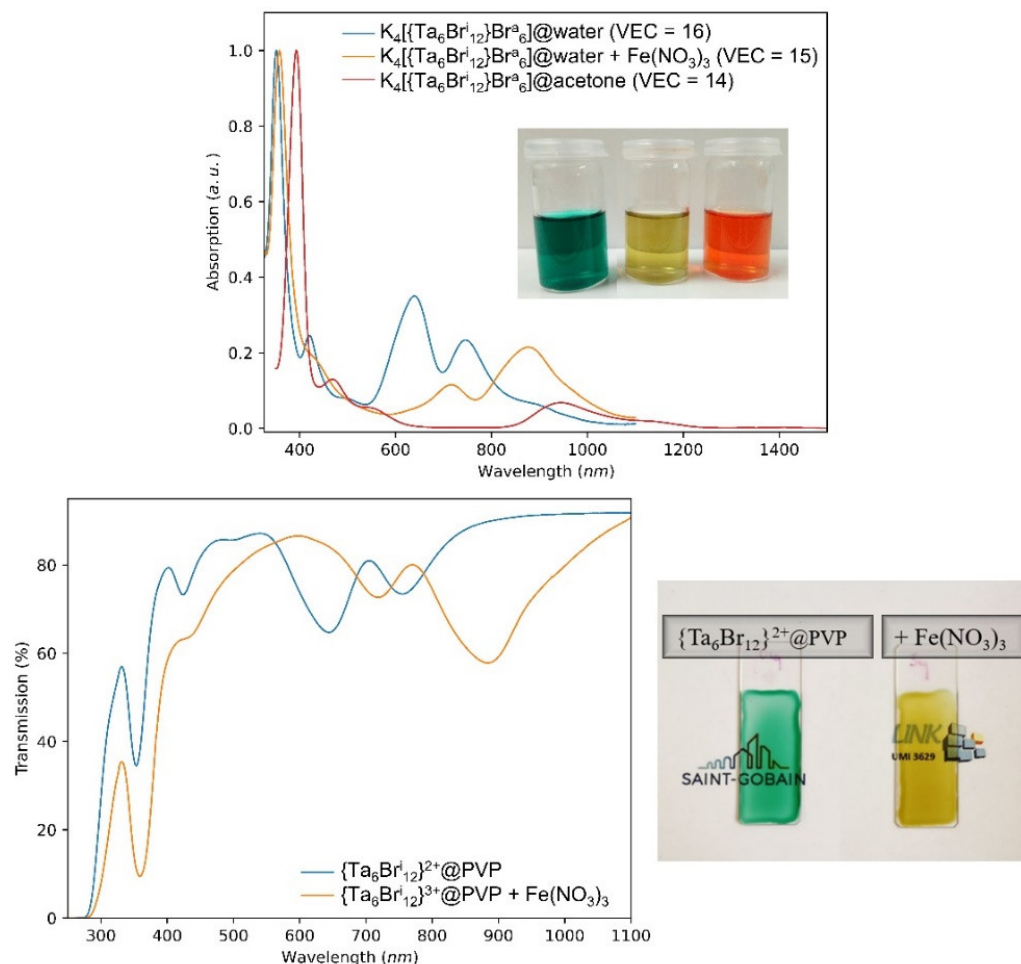 K₄[{Ta₆Brⁱ₁₂}Brᵃ₆]@water (VEC = 16)
K₄[{Ta₆Brⁱ₁₂}Brᵃ₆]@water + Fe(NO₃)₃ (VEC = 15)
K₄[{Ta₆Brⁱ₁₂}Brᵃ₆]@acetone (VEC = 14)
1.0
0.8
0.6
0.4
0.2
0.0
Absorption (a. u.)
400 600 800 1000 1200 1400
Wavelength (nm)
80
60
40
20
0
Transmission (%)
{Ta₆Brⁱ₁₂}²⁺@PVP
{Ta₆Brⁱ₁₂}³⁺@PVP + Fe(NO₃)₃
300 400 500 600 700 800 900 1000 1100
Wavelength (nm)
{Ta₆Br₁₂}²⁺@PVP
+ Fe(NO₃)₃
SAINT-GOBAIN
LINK
UMI 3629